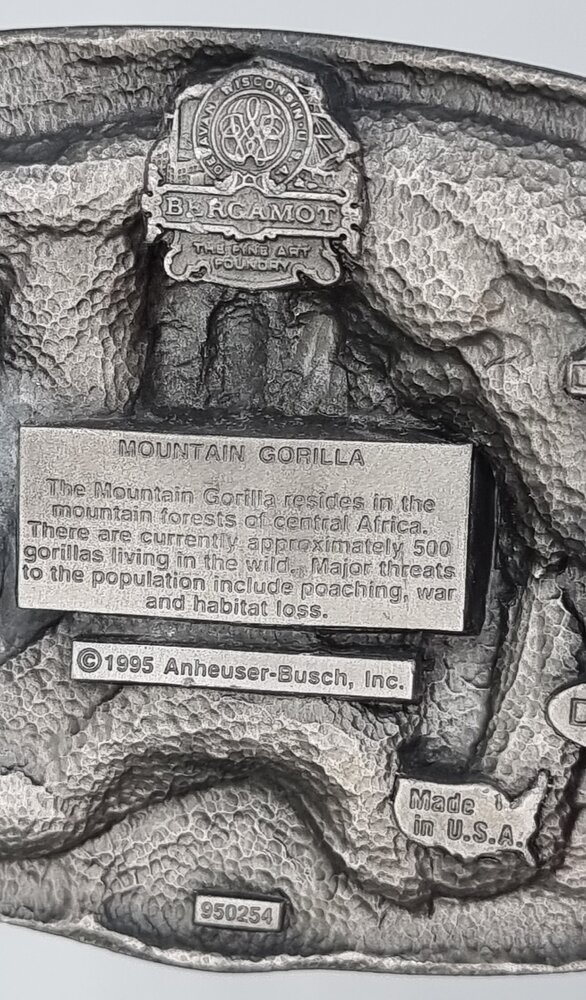 DELAVAN, WISCONSIN U.S.A.
BERGAMOT
THE FINE ART
FOUNDRY
MOUNTAIN GORILLA
The Mountain Gorilla resides in the
mountain forests of central Africa.
There are currently approximately 500
gorillas living in the wild. Major threats
to the population include poaching, war
and habitat loss.
©1995 Anheuser-Busch, Inc.
Made
in U.S.A.
950254